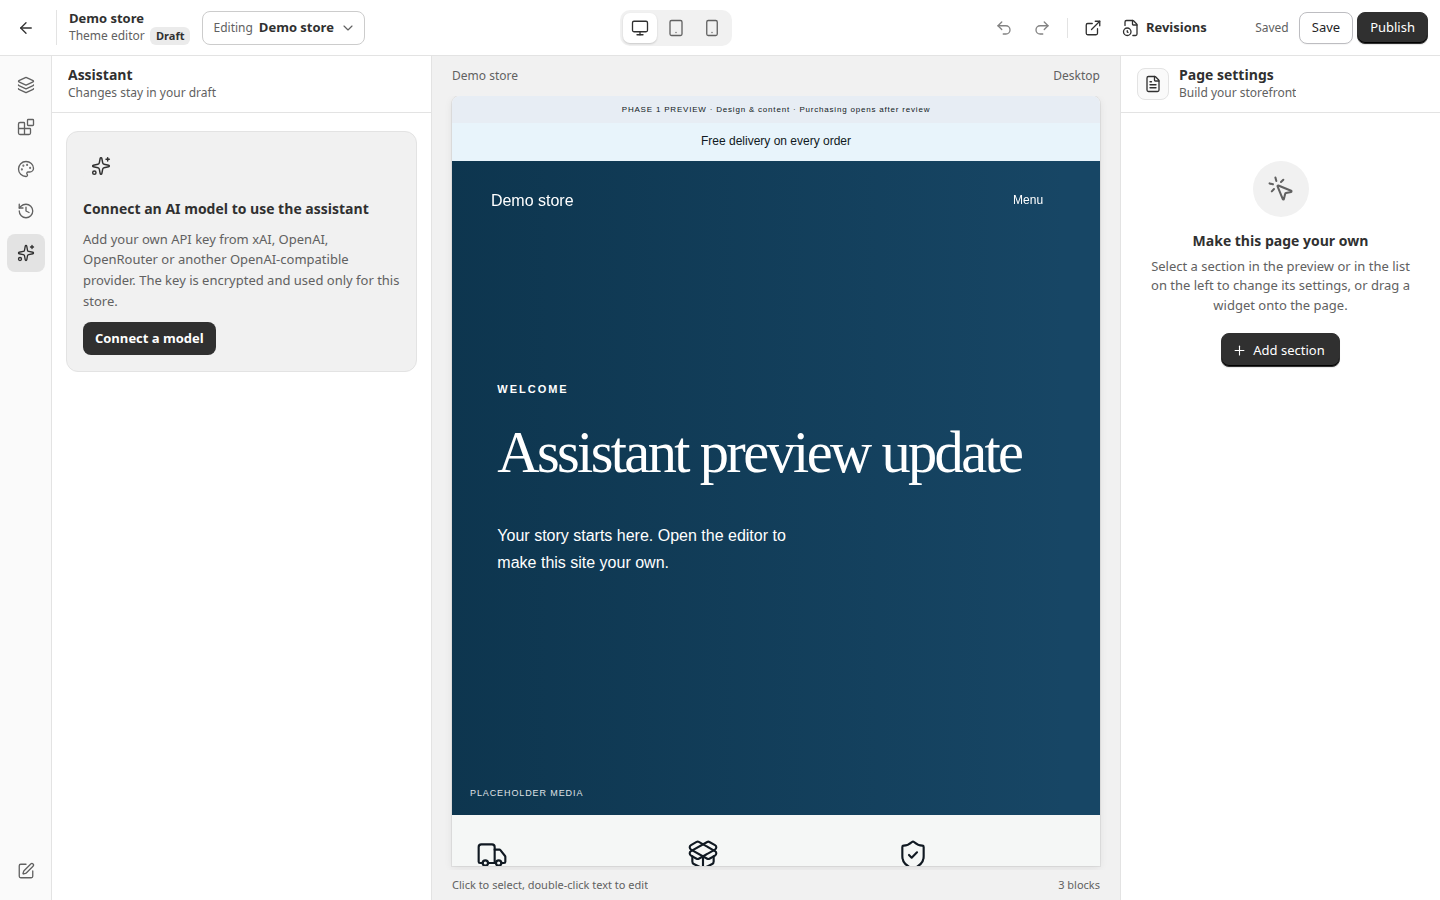 Demo store
Theme editor Draft
Editing Demo store
Revisions
Saved
Save
Publish
Assistant
Changes stay in your draft
Connect an AI model to use the assistant
Add your own API key from xAI, OpenAI,
OpenRouter or another OpenAI-compatible
provider. The key is encrypted and used only for this
store.
Connect a model
Demo store
Desktop
PHASE 1 PREVIEW · Design & content · Purchasing opens after review
Free delivery on every order
Demo store
Menu
WELCOME
Assistant preview update
Your story starts here. Open the editor to
make this site your own.
PLACEHOLDER MEDIA
Click to select, double-click text to edit
3 blocks
Page settings
Build your storefront
Make this page your own
Select a section in the preview or in the list
on the left to change its settings, or drag a
widget onto the page.
Add section